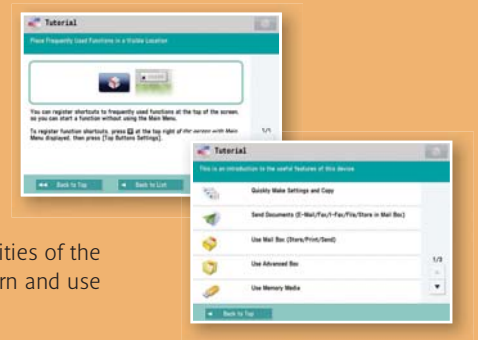 Tutorial
Place Frequently Used Functions in a Visible Location
You can register shortcuts to frequently used functions at the top of the screen,
so you can start a function without using the Main Menu.
To register function shortcuts, press at the top right of the screen with Main
Menu displayed, then press [Top Buttons Settings].
1/1
Back to Top
Back to List
Tutorial
This is an introduction to the useful features of this device.
Quickly Make Settings and Copy
Send Documents (E-Mail/Fax/I-Fax/File/Store in Mail Box)
Use Mail Box (Store/Print/Send)
Use Advanced Box
Use Memory Media
1/3
Back to Top
ities of the
rn and use